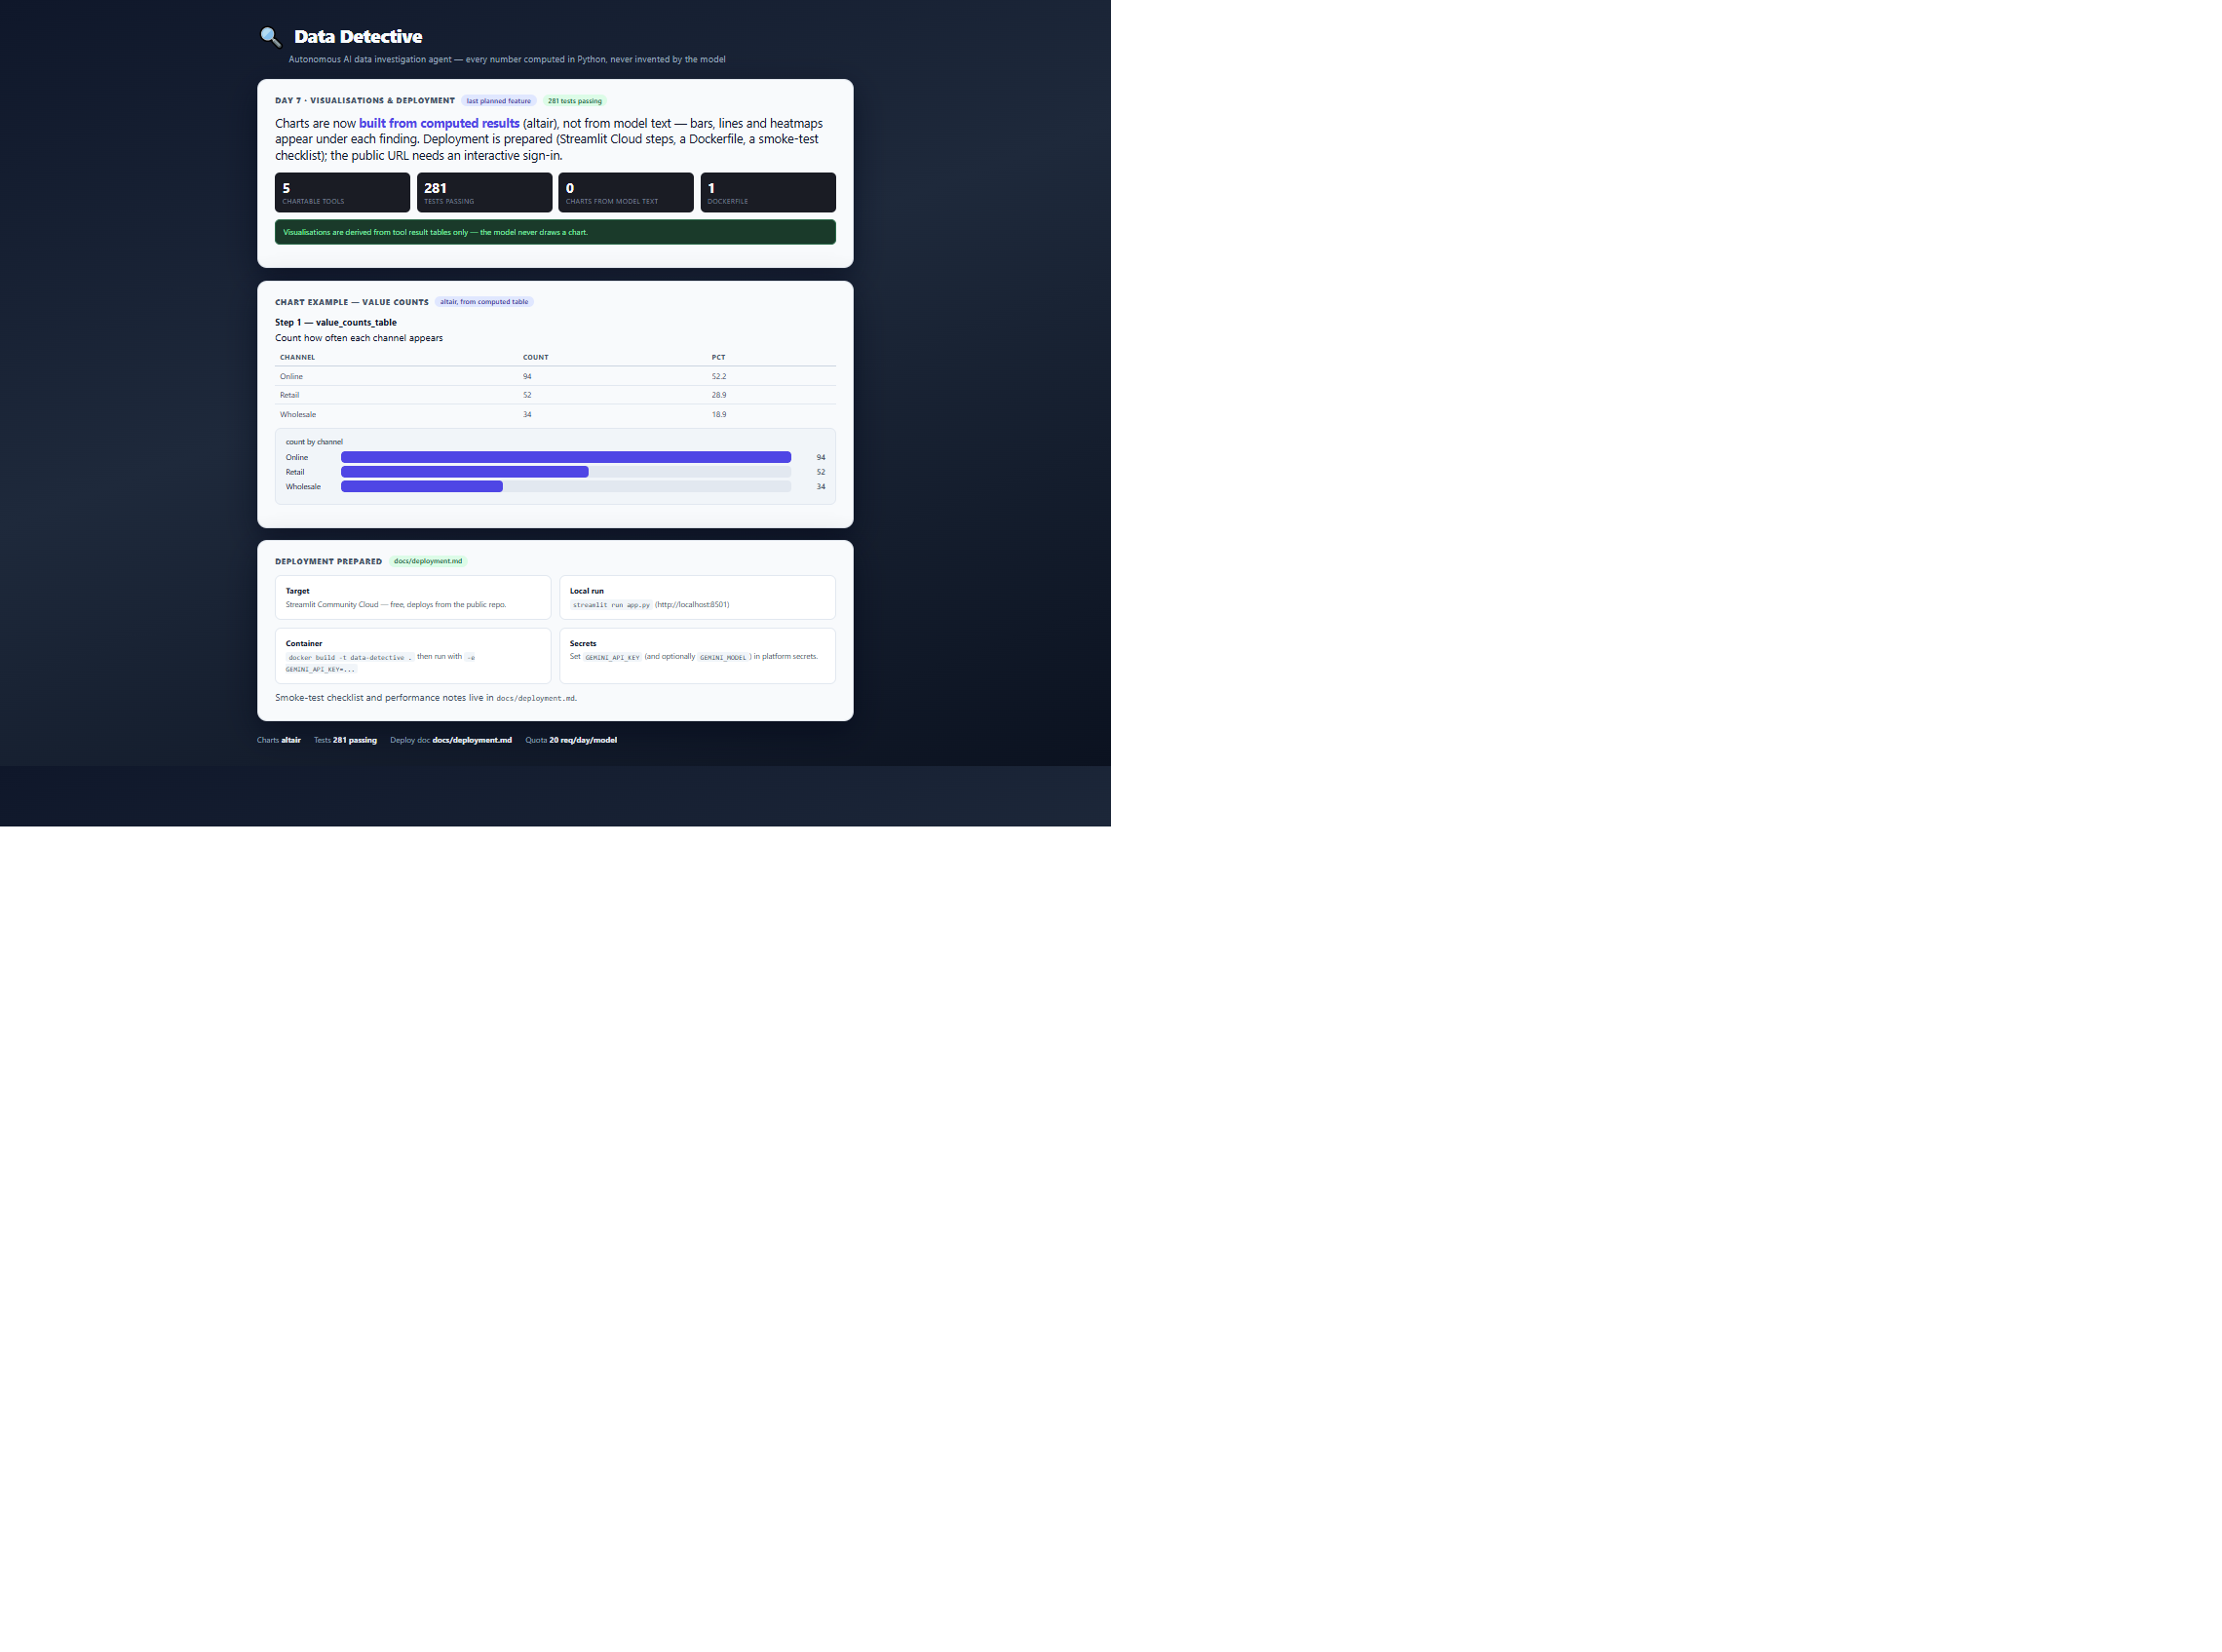 Data Detective
Autonomous AI data investigation agent — every number computed in Python, never invented by the model
DAY 7 · VISUALISATIONS & DEPLOYMENT last planned feature 281 tests passing
Charts are now built from computed results (altair), not from model text — bars, lines and heatmaps
appear under each finding. Deployment is prepared (Streamlit Cloud steps, a Dockerfile, a smoke-test
checklist); the public URL needs an interactive sign-in.
5 281 0 1
CHARTABLE TOOLS TESTS PASSING CHARTS FROM MODEL TEXT DOCKERFILE
Visualisations are derived from tool result tables only — the model never draws a chart.
CHART EXAMPLE — VALUE COUNTS altair, from computed table
Step 1 — value_counts_table
Count how often each channel appears
CHANNEL COUNT PCT
Online 94 52.2
Retail 52 28.9
Wholesale 34 18.9
count by channel
Online 94
Retail 52
Wholesale 34
DEPLOYMENT PREPARED docs/deployment.md
Target
Streamlit Community Cloud — free, deploys from the public repo.
Local run
streamlit run app.py (http://localhost:8501)
Container
docker build -t data-detective . then run with -e
GEMINI_API_KEY=...
Secrets
Set GEMINI_API_KEY (and optionally GEMINI_MODEL ) in platform secrets.
Smoke-test checklist and performance notes live in docs/deployment.md.
Charts altair Tests 281 passing Deploy doc docs/deployment.md Quota 20 req/day/model